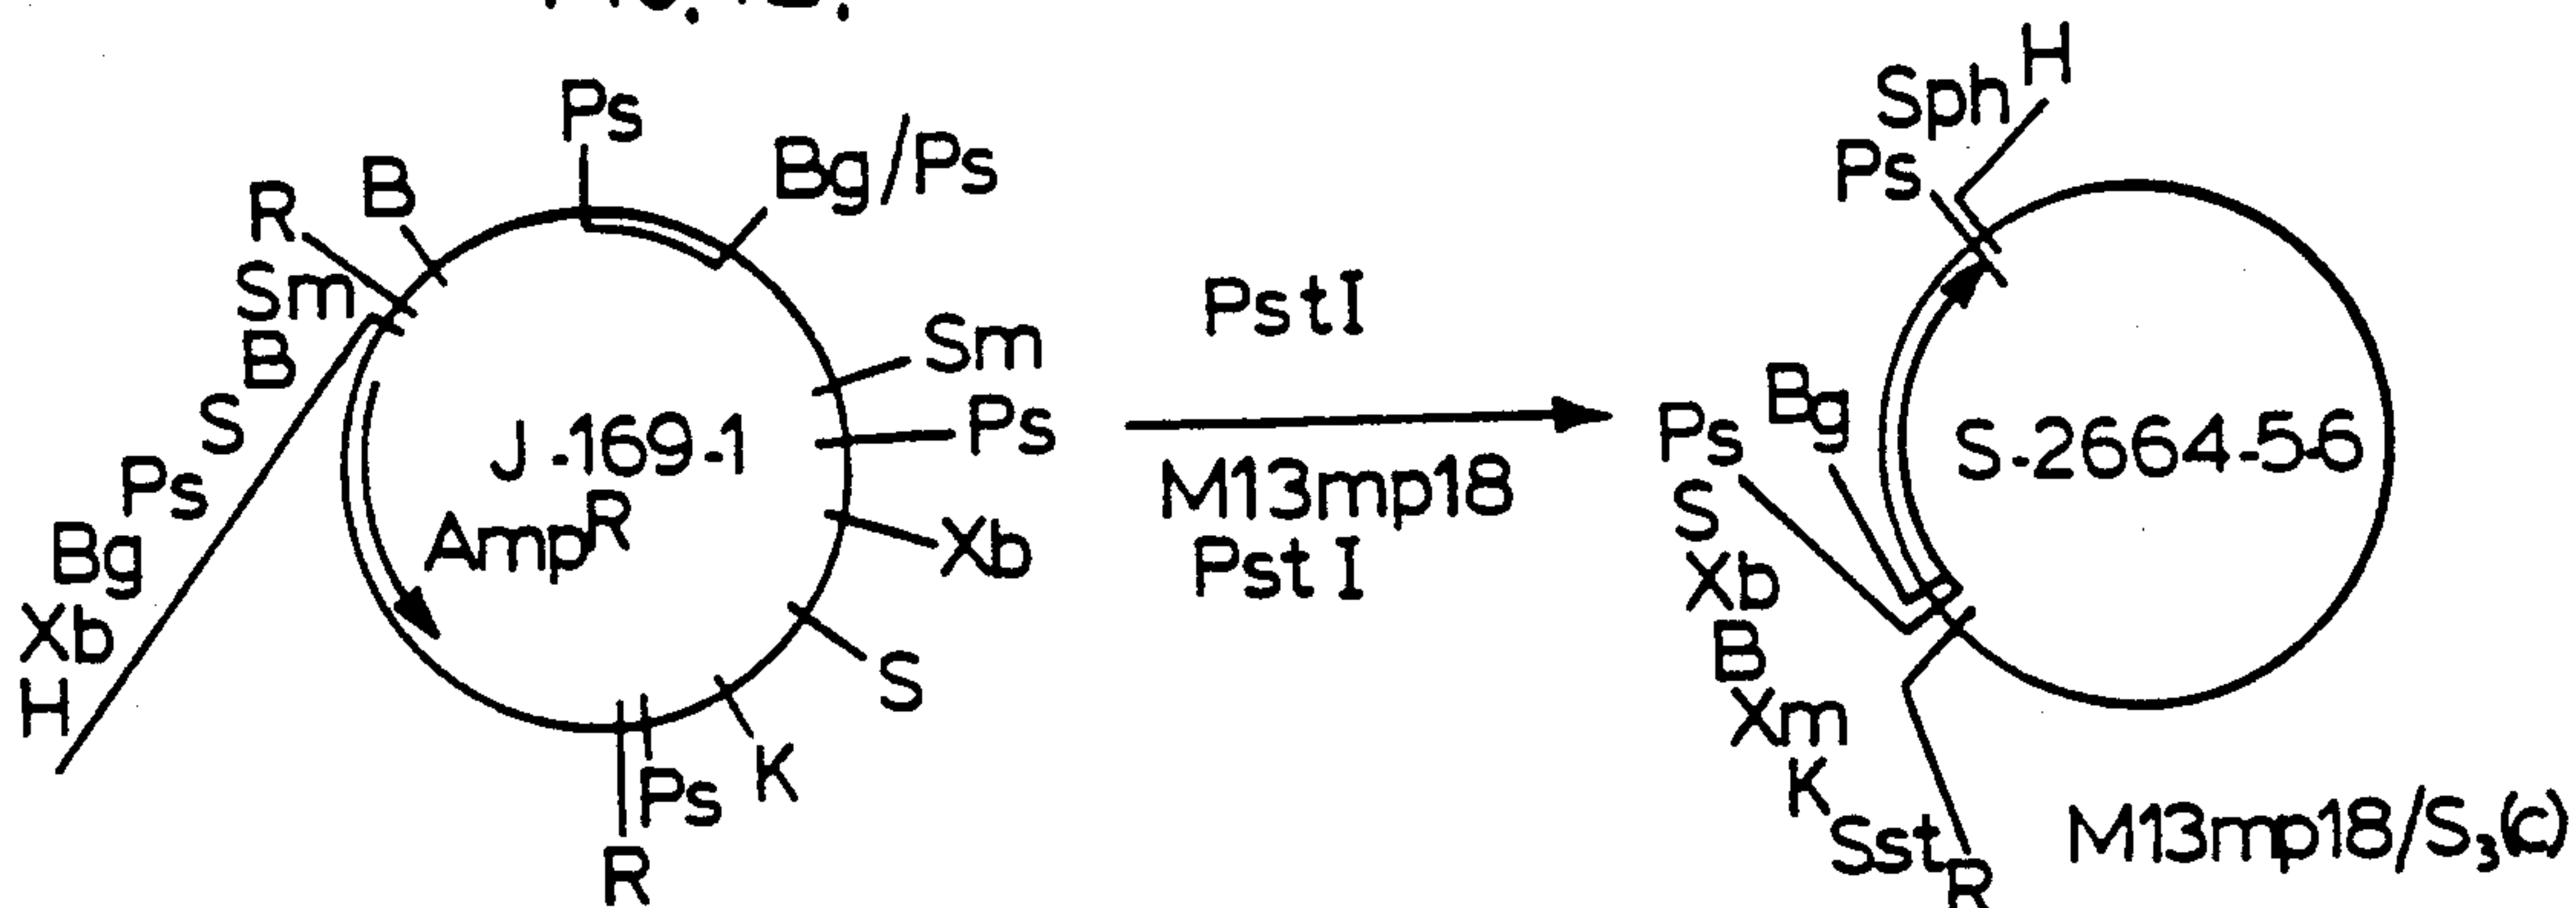 Ps
Bg/Ps
B
R
Sm
B
S
Ps
Bg
Xb
H
J-169-1
AmpR
Sm
Ps
Xb
S
K
Ps
R
PstI
M13mp18
Pst I
H
Sph
Ps
Bg
Ps
S
Xb
B
Xm
K
Sst
R
S-2664-5-6
M13mp18/S₃(c)